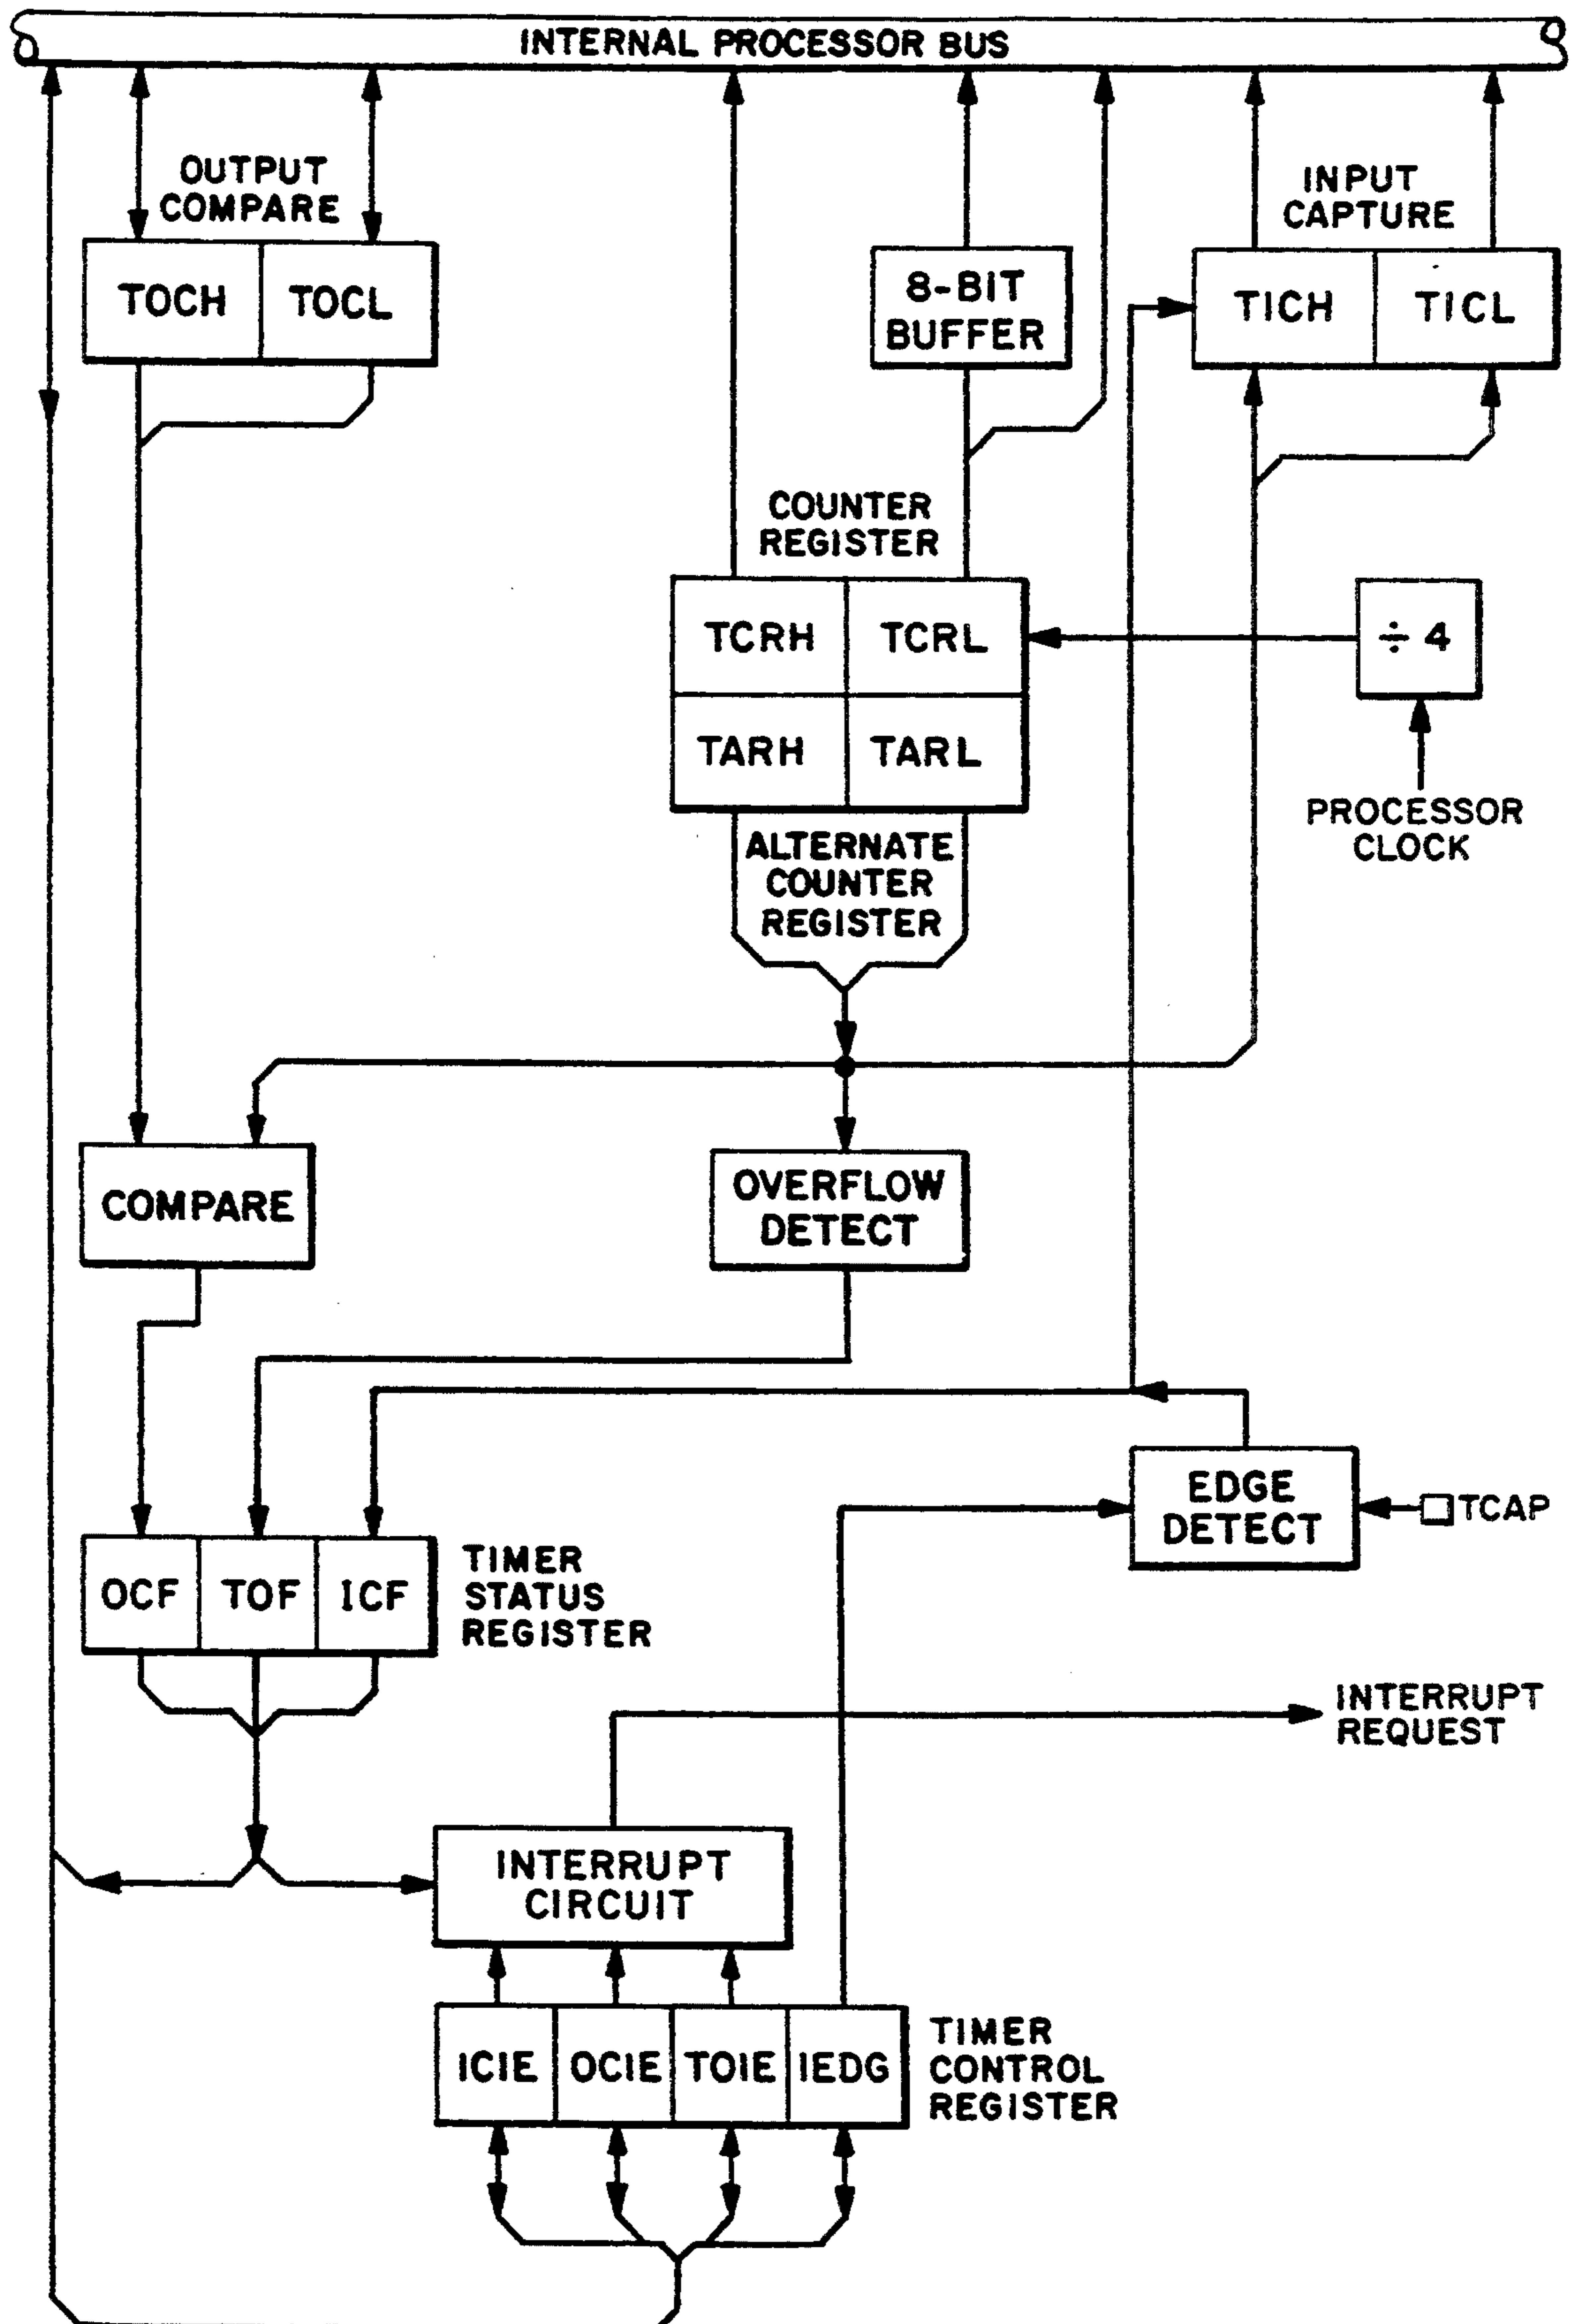 INTERNAL PROCESSOR BUS
OUTPUT
COMPARE
INPUT
CAPTURE
TOCH
TOCL
8-BIT
BUFFER
TICH
TICL
COUNTER
REGISTER
TCRH
TCRL
÷ 4
TARH
TARL
PROCESSOR
CLOCK
ALTERNATE
COUNTER
REGISTER
COMPARE
OVERFLOW
DETECT
EDGE
DETECT
TCAP
OCF
TOF
ICF
TIMER
STATUS
REGISTER
INTERRUPT
REQUEST
INTERRUPT
CIRCUIT
ICIE
OCIE
TOIE
IEDG
TIMER
CONTROL
REGISTER